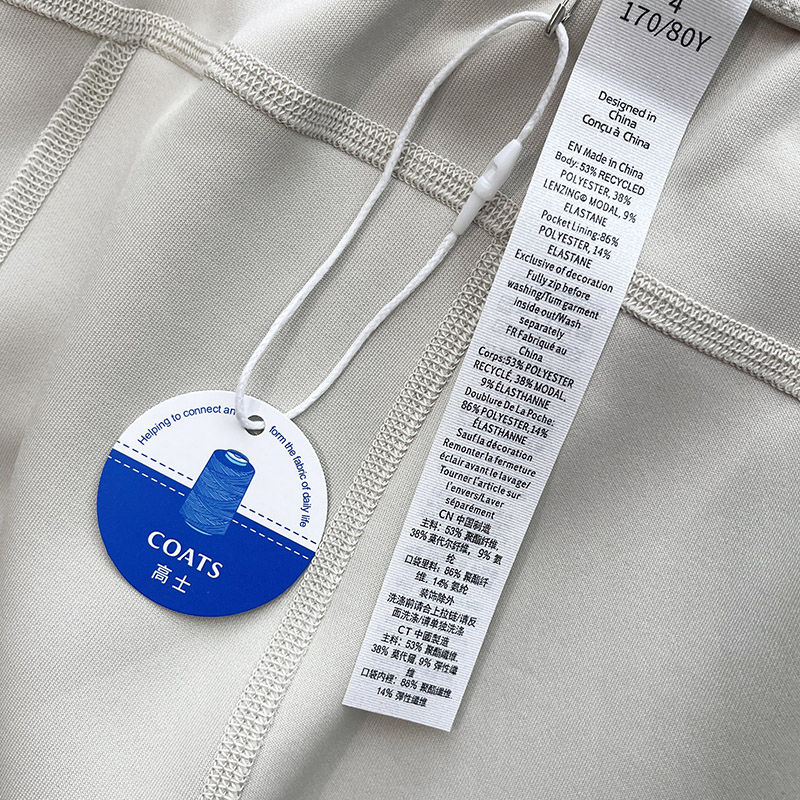 4
170/80Y
Designed in
China
Conçu à China
EN Made in China
Body: 53% RECYCLED
POLYESTER, 38%
LENZING® MODAL, 9%
ELASTANE
Pocket Lining:86%
POLYESTER, 14%
ELASTANE
Exclusive of decoration
Fully zip before
washing/Tum garment
inside out/Wash
separately
FR Fabriqué au
China
Corps:53% POLYESTER
RECYCLÉ, 38% MODAL,
9% ÉLASTHANNE
Doublure De La Poche:
86% POLYESTER,14%
ÉLASTHANNE
Sauf la décoration
Remonter la fermeture
éclair avant le lavage/
Tourner l'article sur
l'envers/Laver
séparément
CN 中国制造
主料：53% 聚酯纤维,
38% 莫代尔纤维，9% 氨
纶
口袋里料：86% 聚酯纤
维，14% 氨纶
装饰除外
洗涤前请合上拉链/请反
面洗涤/请单独洗涤
CT 中國製造
主料：53% 聚酯纖維,
38% 莫代爾, 9% 彈性纖
維
口袋內裡：88% 聚酯纖維,
14% 彈性纖維
Helping to connect an
form the fabric of daily life
COATS
高士